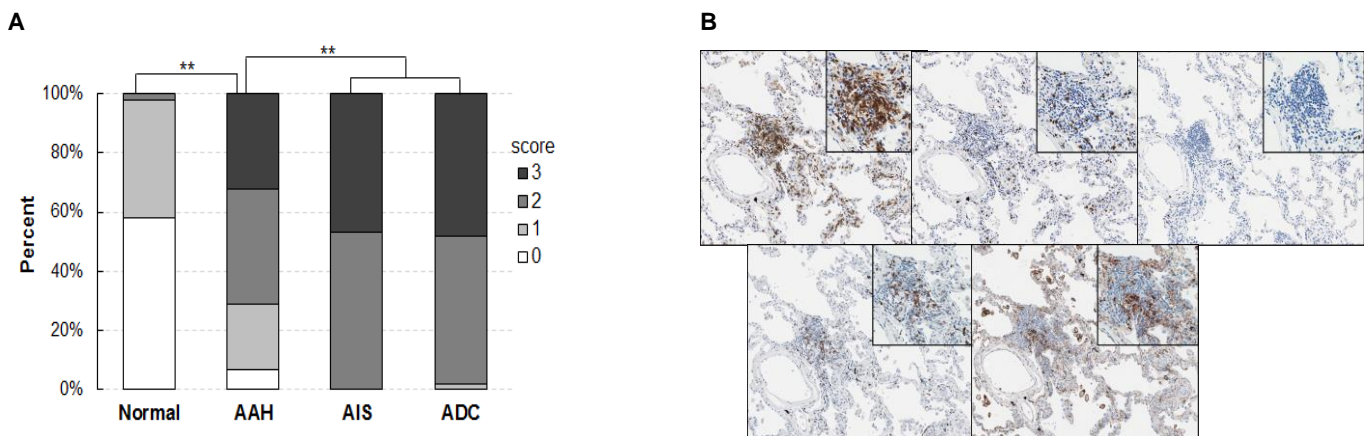 A
B
**
**
100%
80%
60%
40%
20%
0%
Percent
score
3
2
1
0
Normal AAH AIS ADC